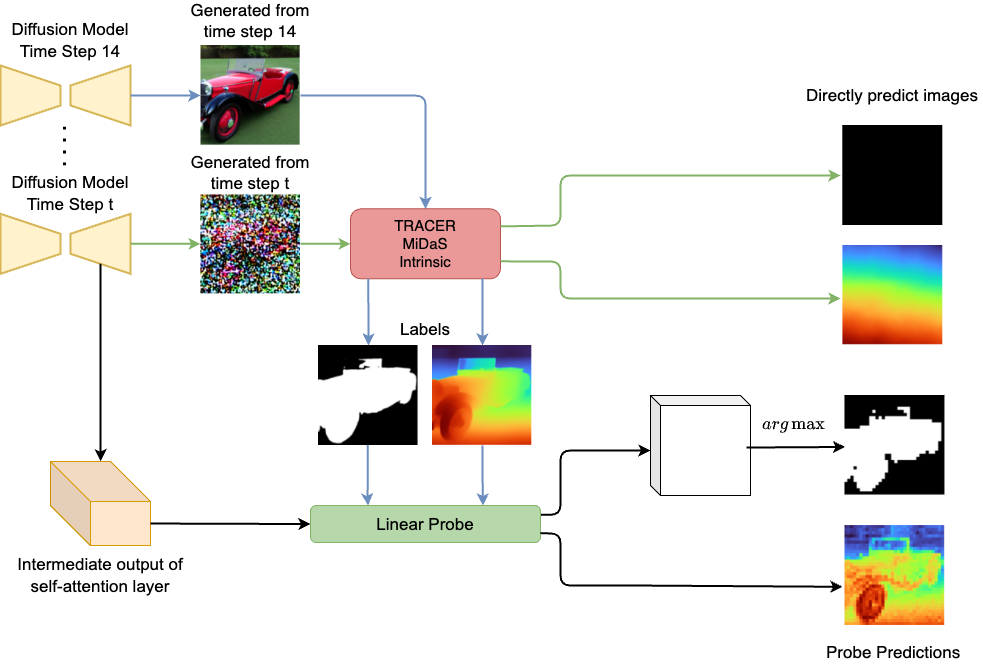 Diffusion Model
Time Step 14
Generated from
time step 14
Directly predict images
Diffusion Model
Time Step t
Generated from
time step t
TRACER
MiDaS
Intrinsic
Labels
arg max
Linear Probe
Intermediate output of
self-attention layer
Probe Predictions